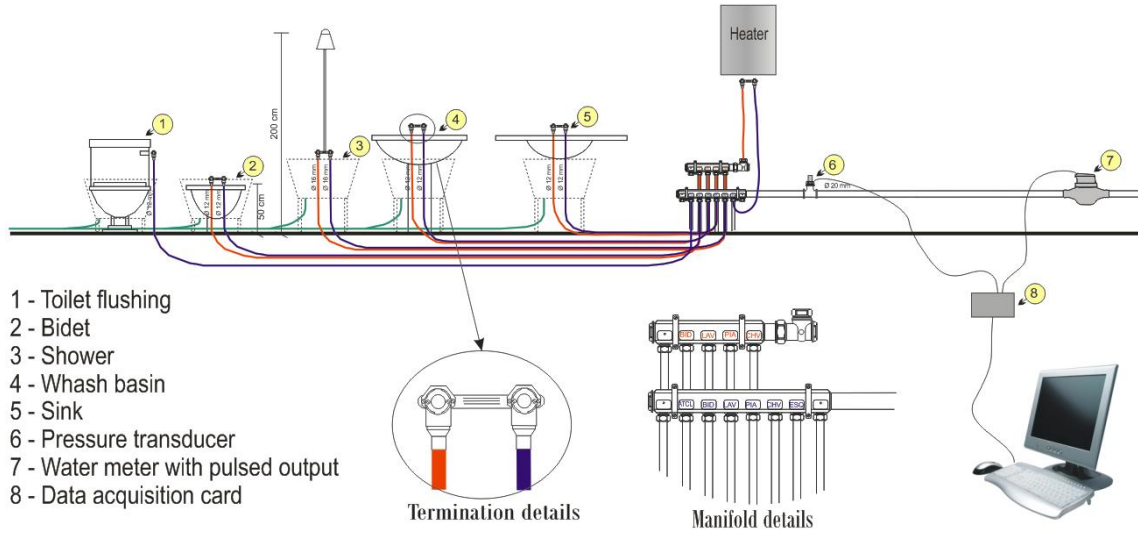 Heater
1
2
3
4
5
6
7
8
200 cm
50 cm
Ø 12 mm
Ø 12 mm
Ø 12 mm
Ø 16 mm
Ø 16 mm
Ø 12 mm
Ø 12 mm
Ø 12 mm
Ø 12 mm
Ø 20 mm
1 - Toilet flushing
2 - Bidet
3 - Shower
4 - Whash basin
5 - Sink
6 - Pressure transducer
7 - Water meter with pulsed output
8 - Data acquisition card
Termination details
* BID LAV PIA CHV
* ATCL BID LAV PIA CHV ESQ *
Manifold details